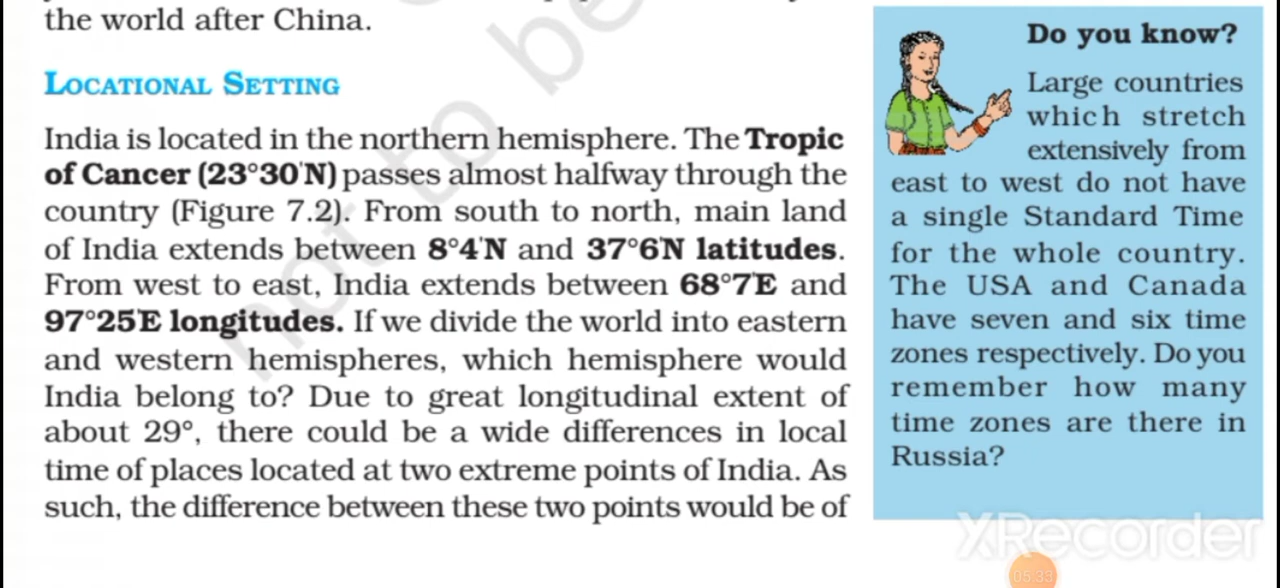 the world after China.
LOCATIONAL SETTING
India is located in the northern hemisphere. The Tropic
of Cancer (23°30'N) passes almost halfway through the
country (Figure 7.2). From south to north, main land
of India extends between 8°4'N and 37°6'N latitudes.
From west to east, India extends between 68°7'E and
97°25'E longitudes. If we divide the world into eastern
and western hemispheres, which hemisphere would
India belong to? Due to great longitudinal extent of
about 29°, there could be a wide differences in local
time of places located at two extreme points of India. As
such, the difference between these two points would be of
Do you know?
Large countries
which stretch
extensively from
east to west do not have
a single Standard Time
for the whole country.
The USA and Canada
have seven and six time
zones respectively. Do you
remember how many
time zones are there in
Russia?
not to be
XRecorder
05:33